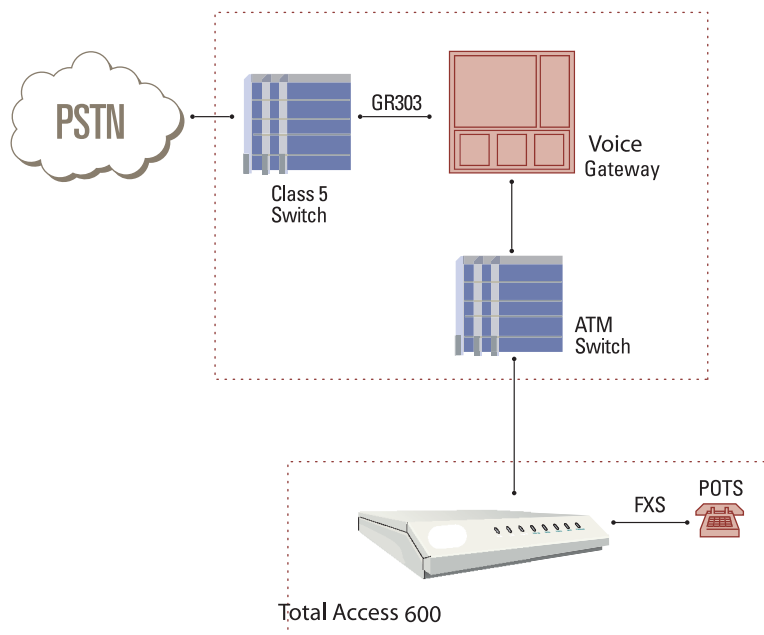 PSTN
GR303
Class 5
Switch
Voice
Gateway
ATM
Switch
FXS
POTS
Total Access 600